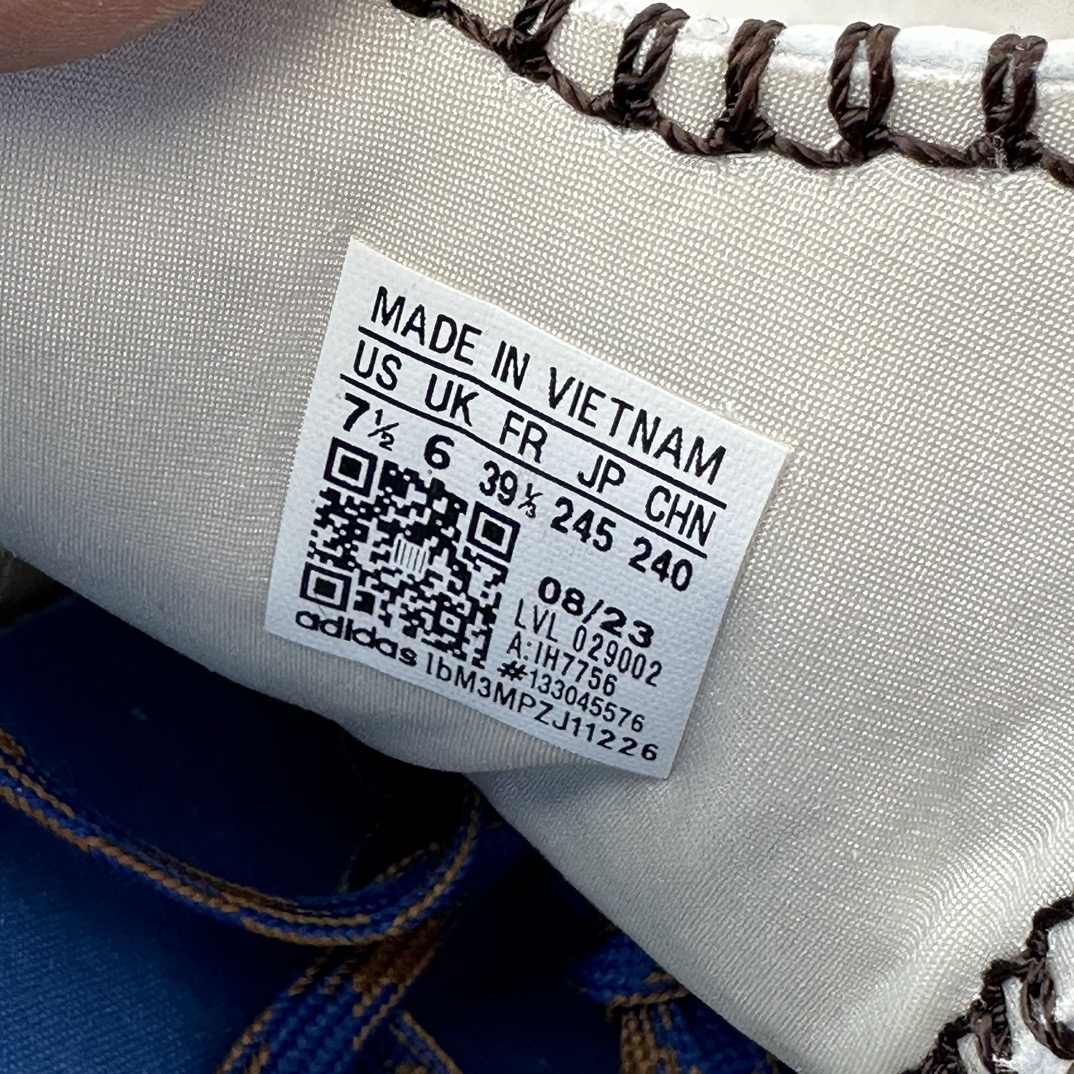 MADE IN VIETNAM
US UK FR JP CHN
7½ 6 39⅓ 245 240
08/23
LVL 029002
A:IH7756
#133045576
adidas 1bM3MPZJ11226